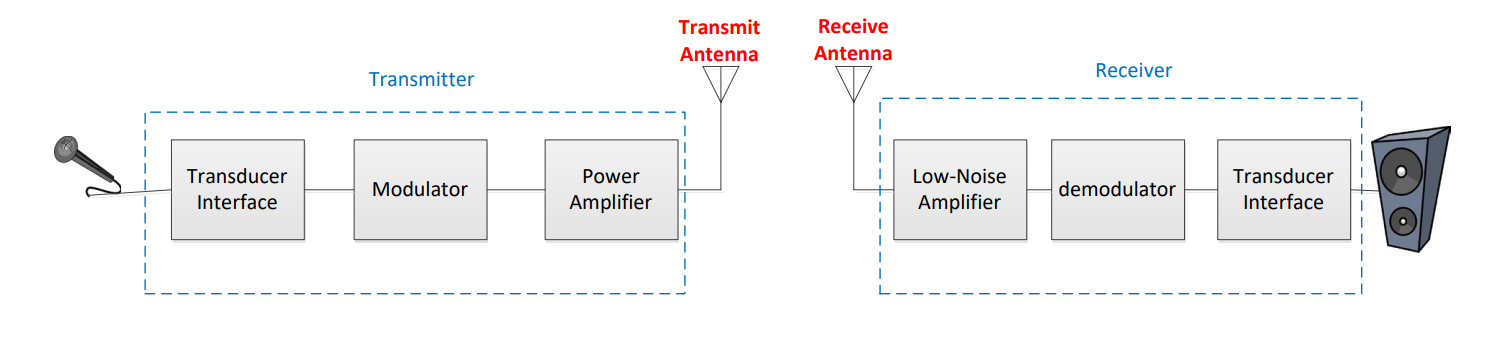 Transmit
Antenna
Receive
Antenna
Transmitter
Receiver
Transducer
Interface
Modulator
Power
Amplifier
Low-Noise
Amplifier
demodulator
Transducer
Interface